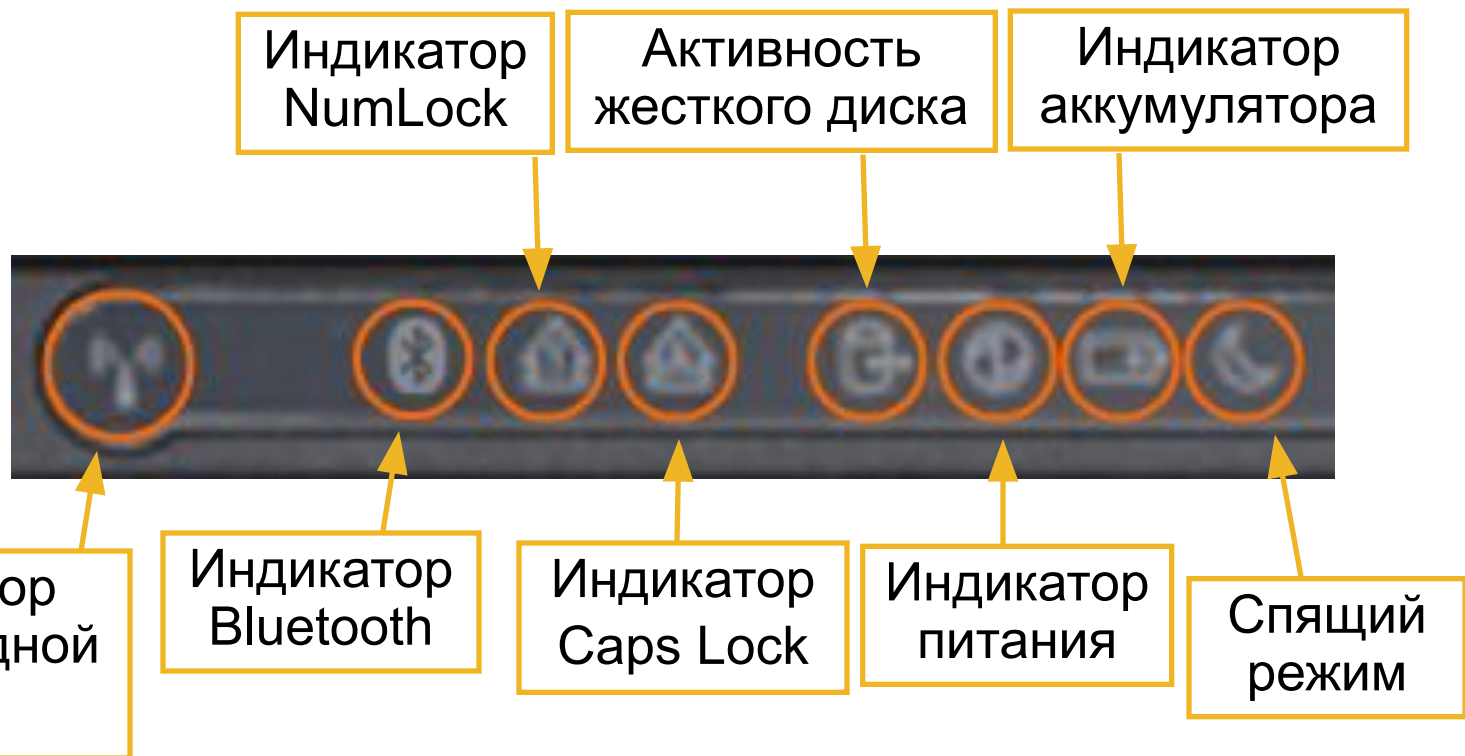 Индикатор
NumLock
Активность
жесткого диска
Индикатор
аккумулятора
ор
дной
Индикатор
Bluetooth
Индикатор
Caps Lock
Индикатор
питания
Спящий
режим